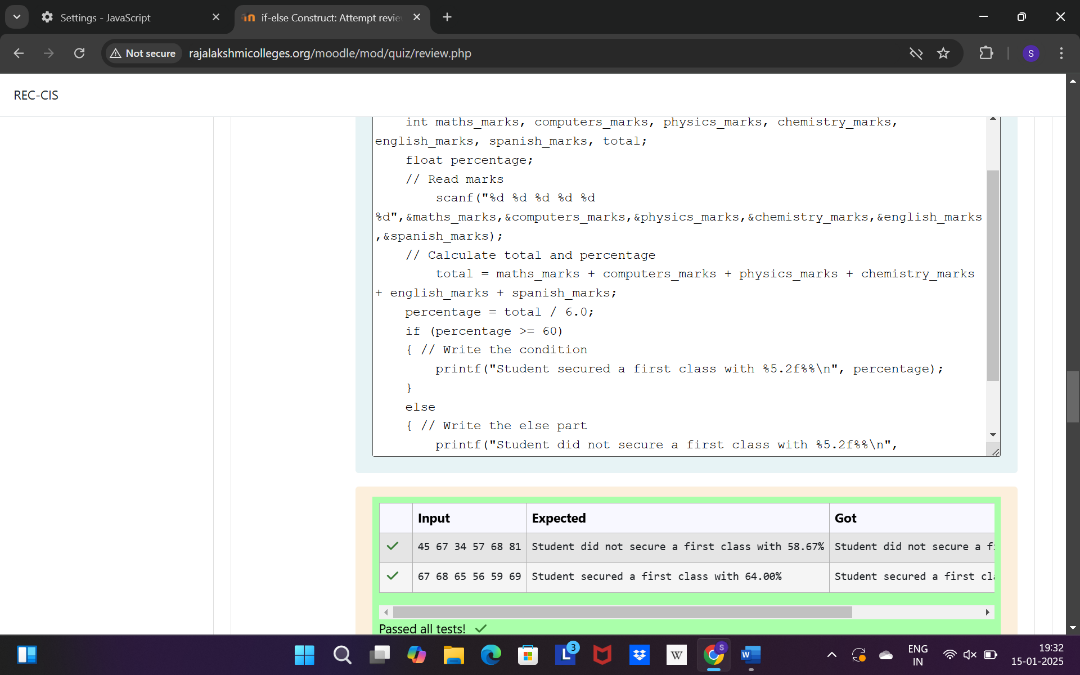 Settings - JavaScript
if-else Construct: Attempt revie
Not secure
rajalakshmicolleges.org/moodle/mod/quiz/review.php
S
REC-CIS
int maths_marks, computers_marks, physics_marks, chemistry_marks,
english_marks, spanish_marks, total;
float percentage;
// Read marks
scanf("%d %d %d %d %d
%d",&maths_marks,&computers_marks,&physics_marks,&chemistry_marks,&english_marks
,&spanish_marks);
// Calculate total and percentage
total = maths_marks + computers_marks + physics_marks + chemistry_marks
+ english_marks + spanish_marks;
percentage = total / 6.0;
if (percentage >= 60)
{ // Write the condition
printf("Student secured a first class with %5.2f%%\n", percentage);
}
else
{ // Write the else part
printf("Student did not secure a first class with %5.2f%%\n",
Input Expected Got
45 67 34 57 68 81 Student did not secure a first class with 58.67% Student did not secure a f
67 68 65 56 59 69 Student secured a first class with 64.00% Student secured a first cl
Passed all tests!
L 3 W S W
ENG
IN
19:32
15-01-2025